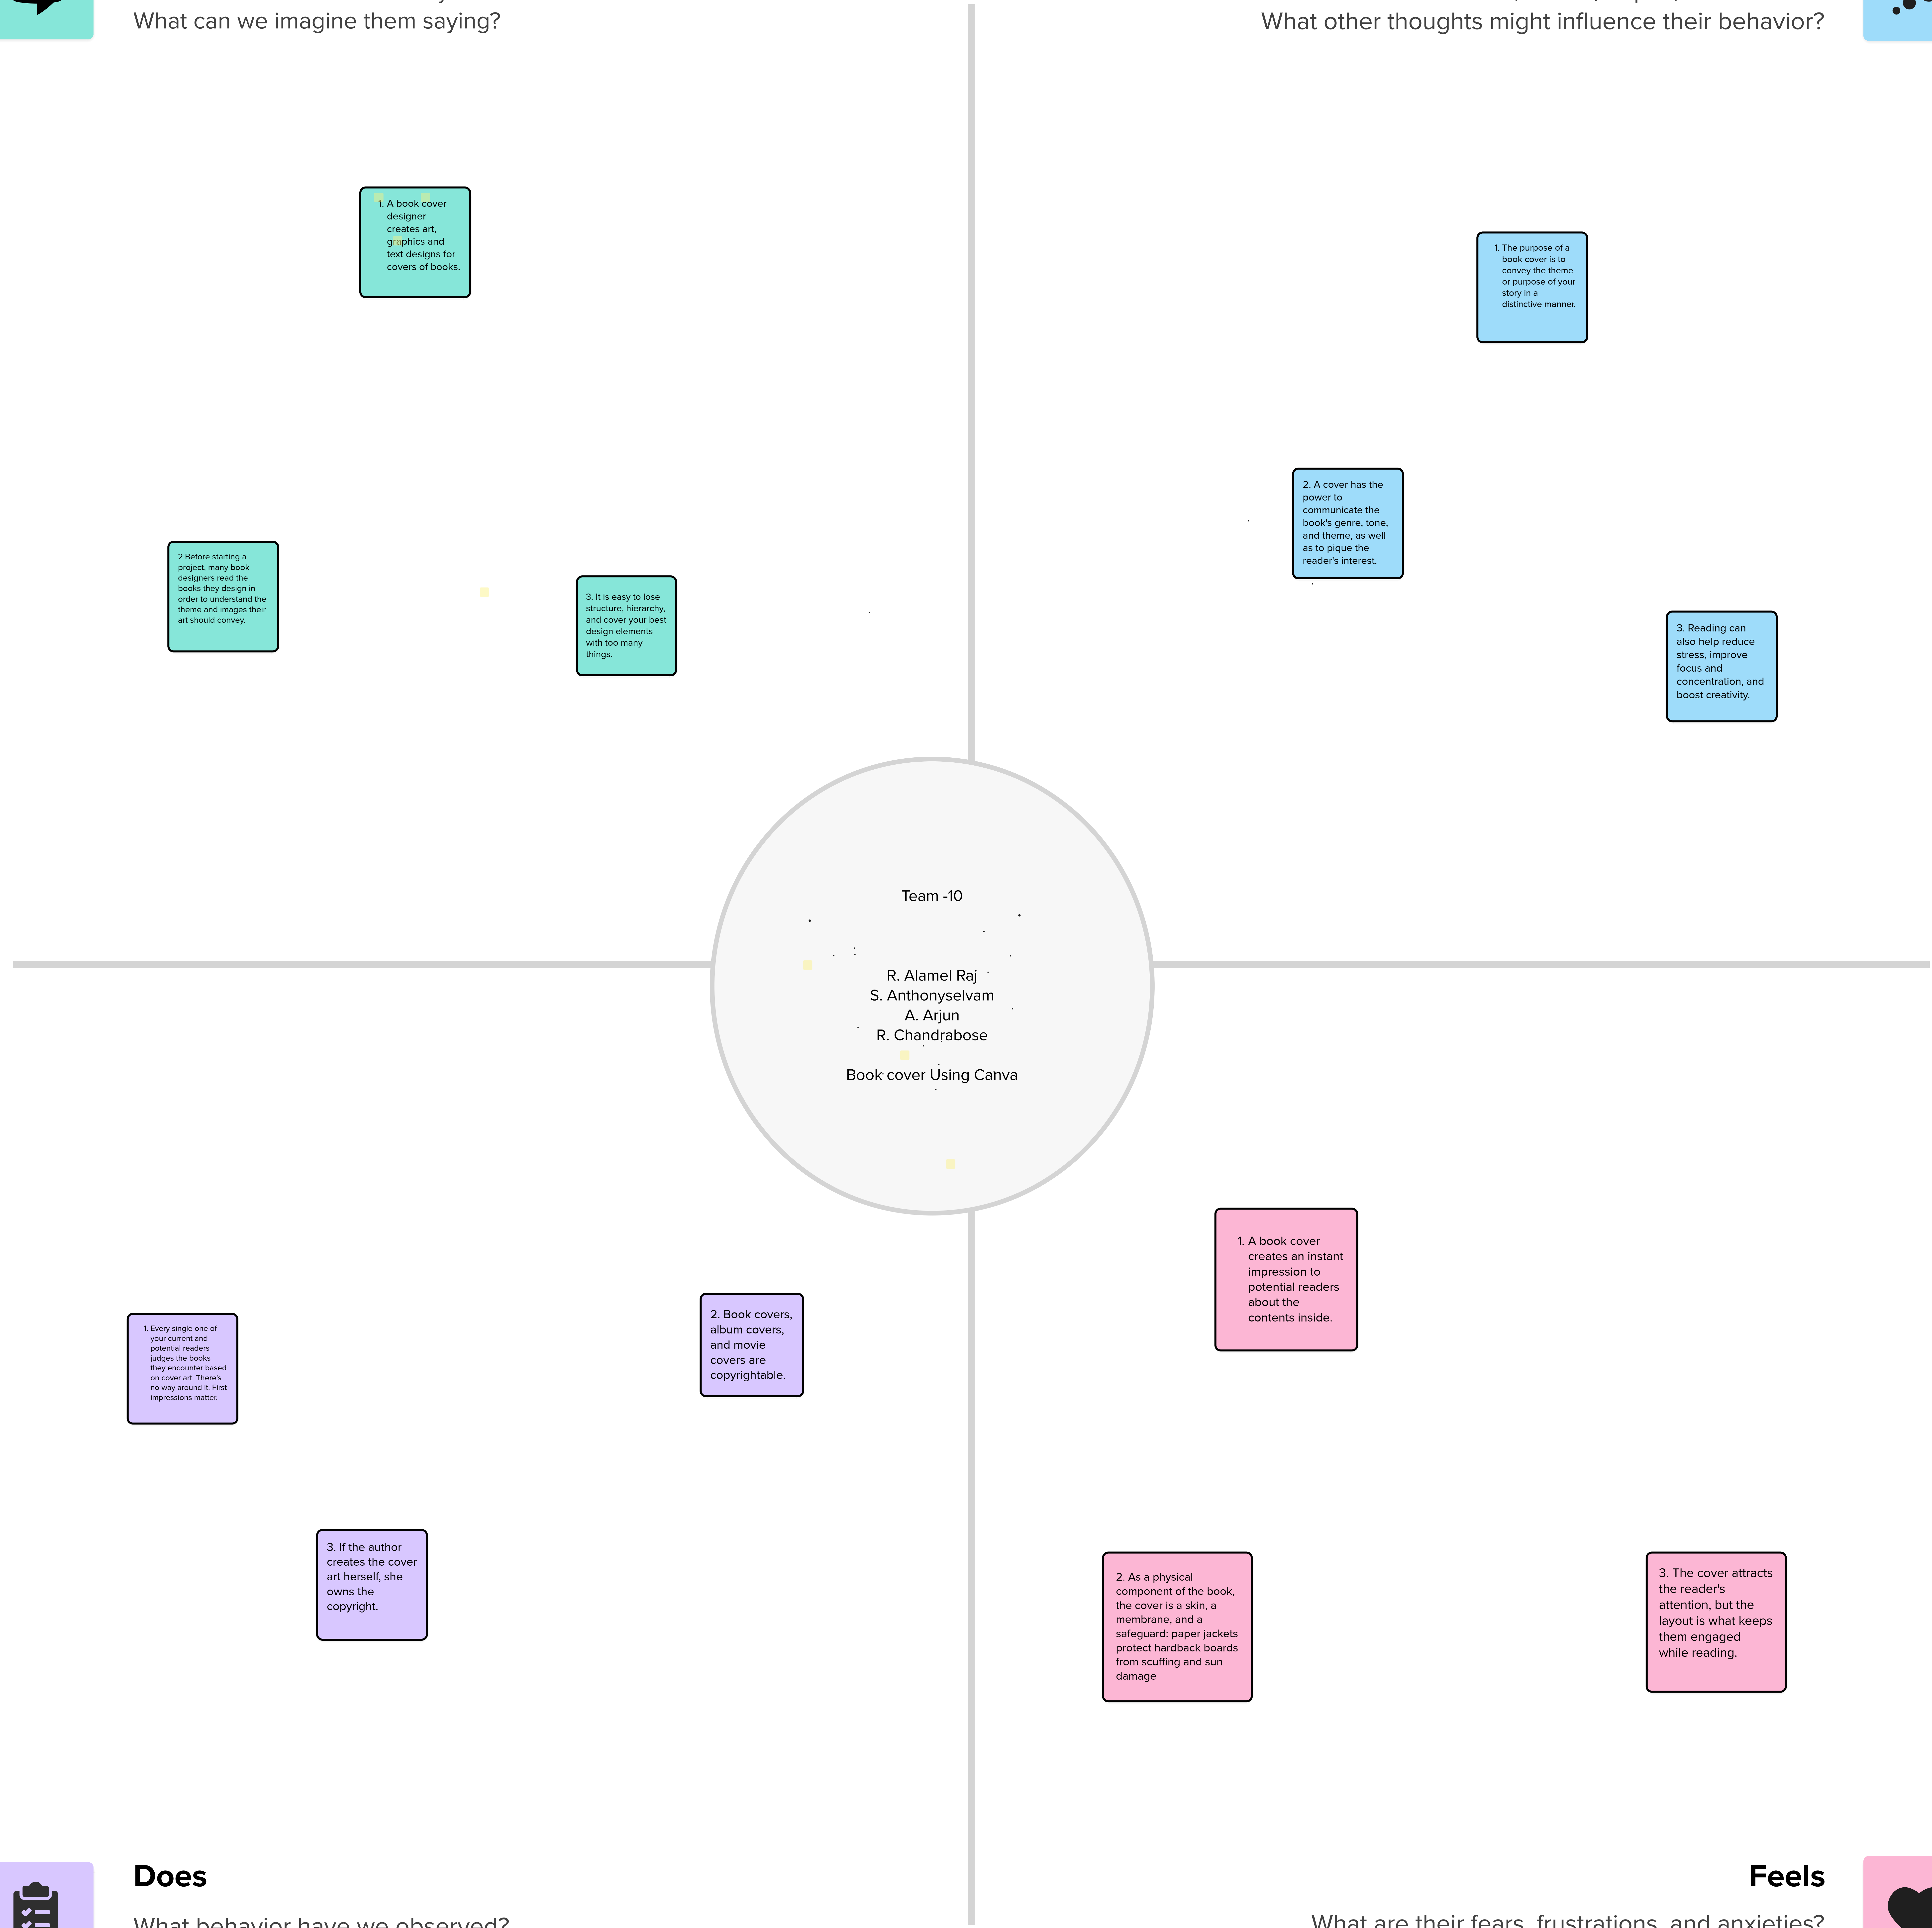 What can we imagine them saying?
What other thoughts might influence their behavior?
1. A book cover
designer
creates art,
graphics and
text designs for
covers of books.
1. The purpose of a
book cover is to
convey the theme
or purpose of your
story in a
distinctive manner.
2. A cover has the
power to
communicate the
book's genre, tone,
and theme, as well
as to pique the
reader's interest.
2.Before starting a
project, many book
designers read the
books they design in
order to understand the
theme and images their
art should convey.
3. It is easy to lose
structure, hierarchy,
and cover your best
design elements
with too many
things.
3. Reading can
also help reduce
stress, improve
focus and
concentration, and
boost creativity.
Team -10
R. Alamel Raj
S. Anthonyselvam
A. Arjun
R. Chandrabose
Book cover Using Canva
1. A book cover
creates an instant
impression to
potential readers
about the
contents inside.
1. Every single one of
your current and
potential readers
judges the books
they encounter based
on cover art. There's
no way around it. First
impressions matter.
2. Book covers,
album covers,
and movie
covers are
copyrightable.
3. If the author
creates the cover
art herself, she
owns the
copyright.
2. As a physical
component of the book,
the cover is a skin, a
membrane, and a
safeguard: paper jackets
protect hardback boards
from scuffing and sun
damage
3. The cover attracts
the reader's
attention, but the
layout is what keeps
them engaged
while reading.
Does
What behavior have we observed?
Feels
What are their fears, frustrations, and anxieties?